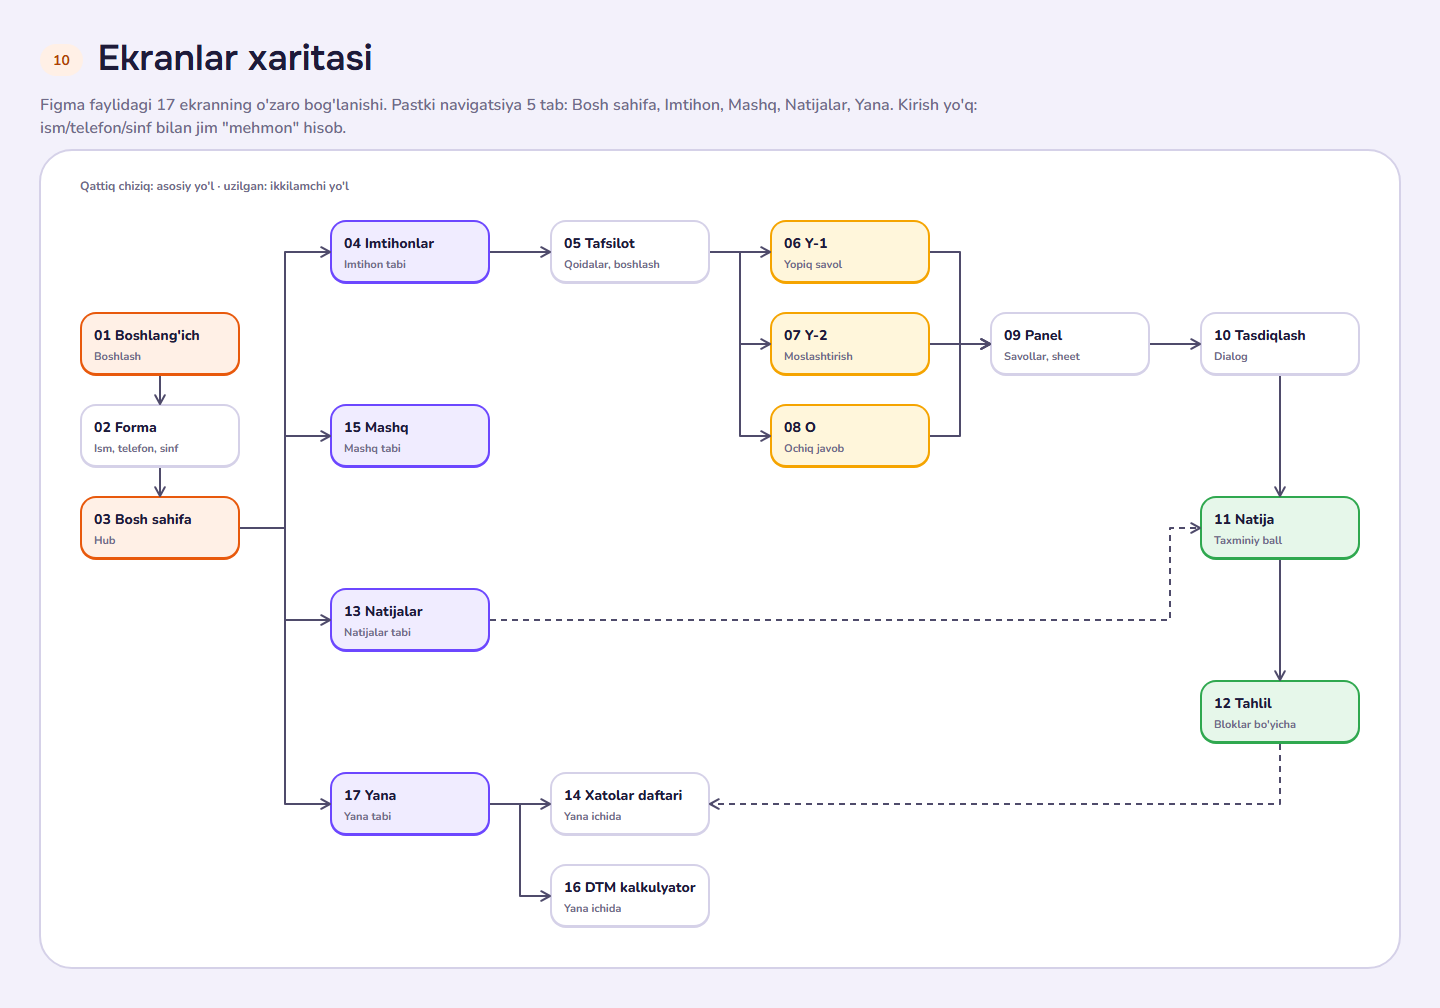 10
Ekranlar xaritasi
Figma faylidagi 17 ekranning o'zaro bog'lanishi. Pastki navigatsiya 5 tab: Bosh sahifa, Imtihon, Mashq, Natijalar, Yana. Kirish yo'q:
ism/telefon/sinf bilan jim "mehmon" hisob.
Qattiq chiziq: asosiy yo'l · uzilgan: ikkilamchi yo'l
01 Boshlang'ich
Boshlash
02 Forma
Ism, telefon, sinf
03 Bosh sahifa
Hub
04 Imtihonlar
Imtihon tabi
05 Tafsilot
Qoidalar, boshlash
06 Y-1
Yopiq savol
07 Y-2
Moslashtirish
08 O
Ochiq javob
09 Panel
Savollar, sheet
10 Tasdiqlash
Dialog
15 Mashq
Mashq tabi
11 Natija
Taxminiy ball
13 Natijalar
Natijalar tabi
12 Tahlil
Bloklar bo'yicha
17 Yana
Yana tabi
14 Xatolar daftari
Yana ichida
16 DTM kalkulyator
Yana ichida